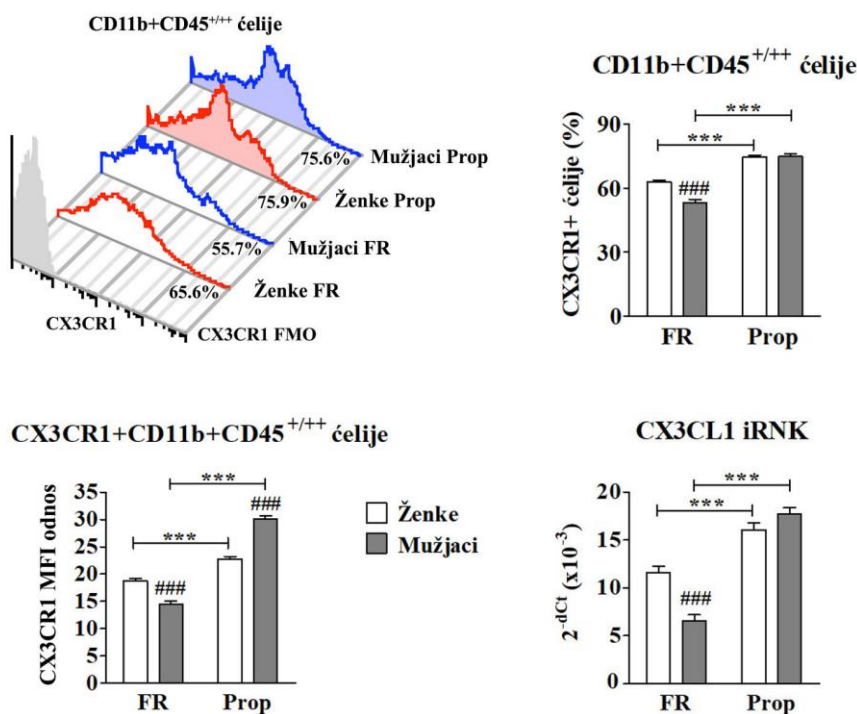 CD11b+CD45+/++ ćelije
75.6%
Mužjaci Prop
75.9%
Ženke Prop
55.7%
Mužjaci FR
65.6%
Ženke FR
CX3CR1
CX3CR1 FMO
CD11b+CD45+/++ ćelije
CX3CR1+ ćelije (%)
90
60
30
0
***
***
###
FR
Prop
CX3CR1+CD11b+CD45+/++ ćelije
CX3CR1 MFI odnos
35
30
25
20
15
10
5
0
***
***
###
###
FR
Prop
Ženke
Mužjaci
CX3CL1 iRNK
2-dCt (x10-3)
20
15
10
5
0
***
***
###
FR
Prop